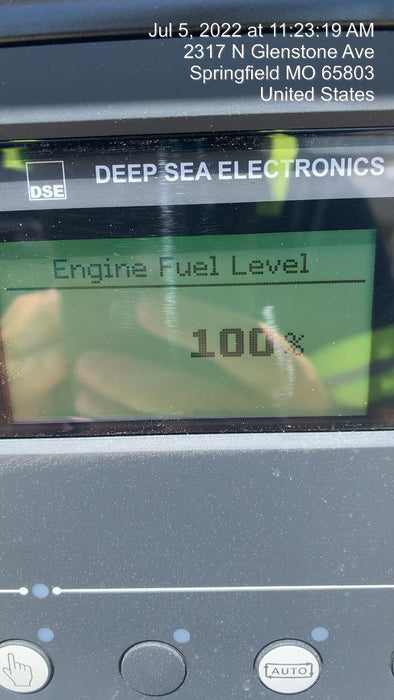 Jul 5, 2022 at 11:23:19 AM
2317 N Glenstone Ave
Springfield MO 65803
United States
DSE
DEEP SEA ELECTRONICS
Engine Fuel Level
100 %
AUTO